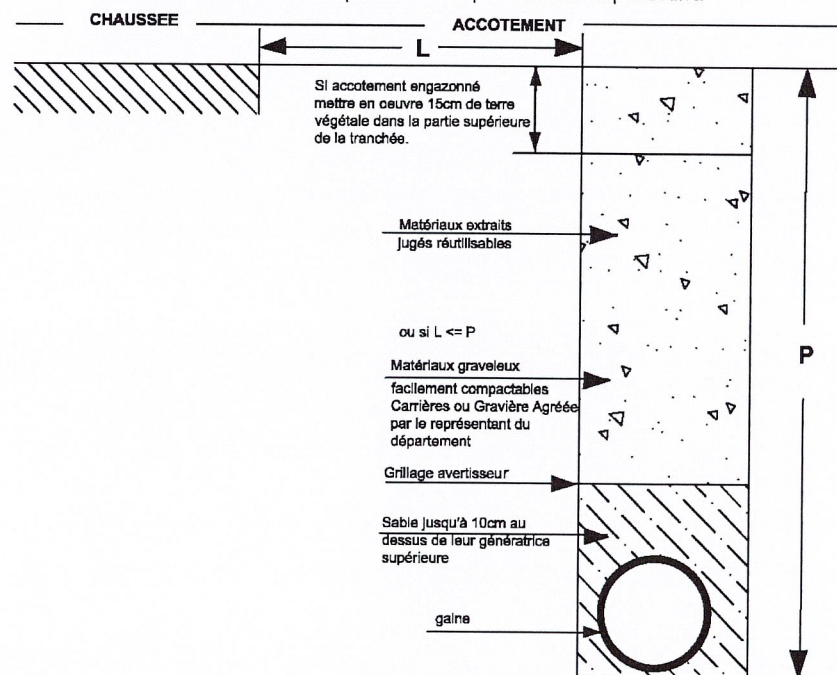 CHAUSSEE
ACCOTEMENT
L
Si accotement engazonné
mettre en oeuvre 15cm de terre
végétale dans la partie supérieure
de la tranchée.
Matériaux extraits
jugés réutilisables
ou si L <= P
P
Matériaux graveleux
facilement compactables
Carrières ou Gravière Agréée
par le représentant du
département
Grillage avertisseur
Sable jusqu'à 10cm au
dessus de leur génératrice
supérieure
gaine